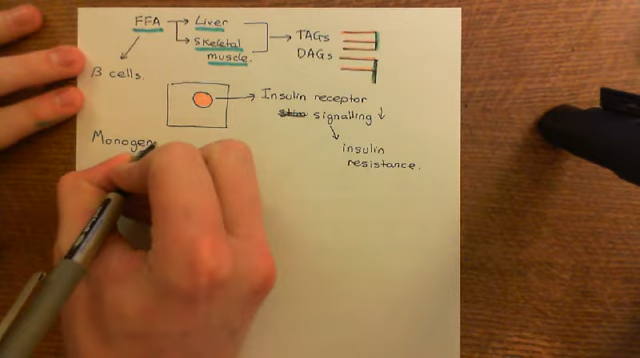 FFA → Liver
→ Skeletal muscle.
→ TAGs
DAGs
β cells.
→ Insulin receptor
signalling ↓
insulin
resistance.
Monogen